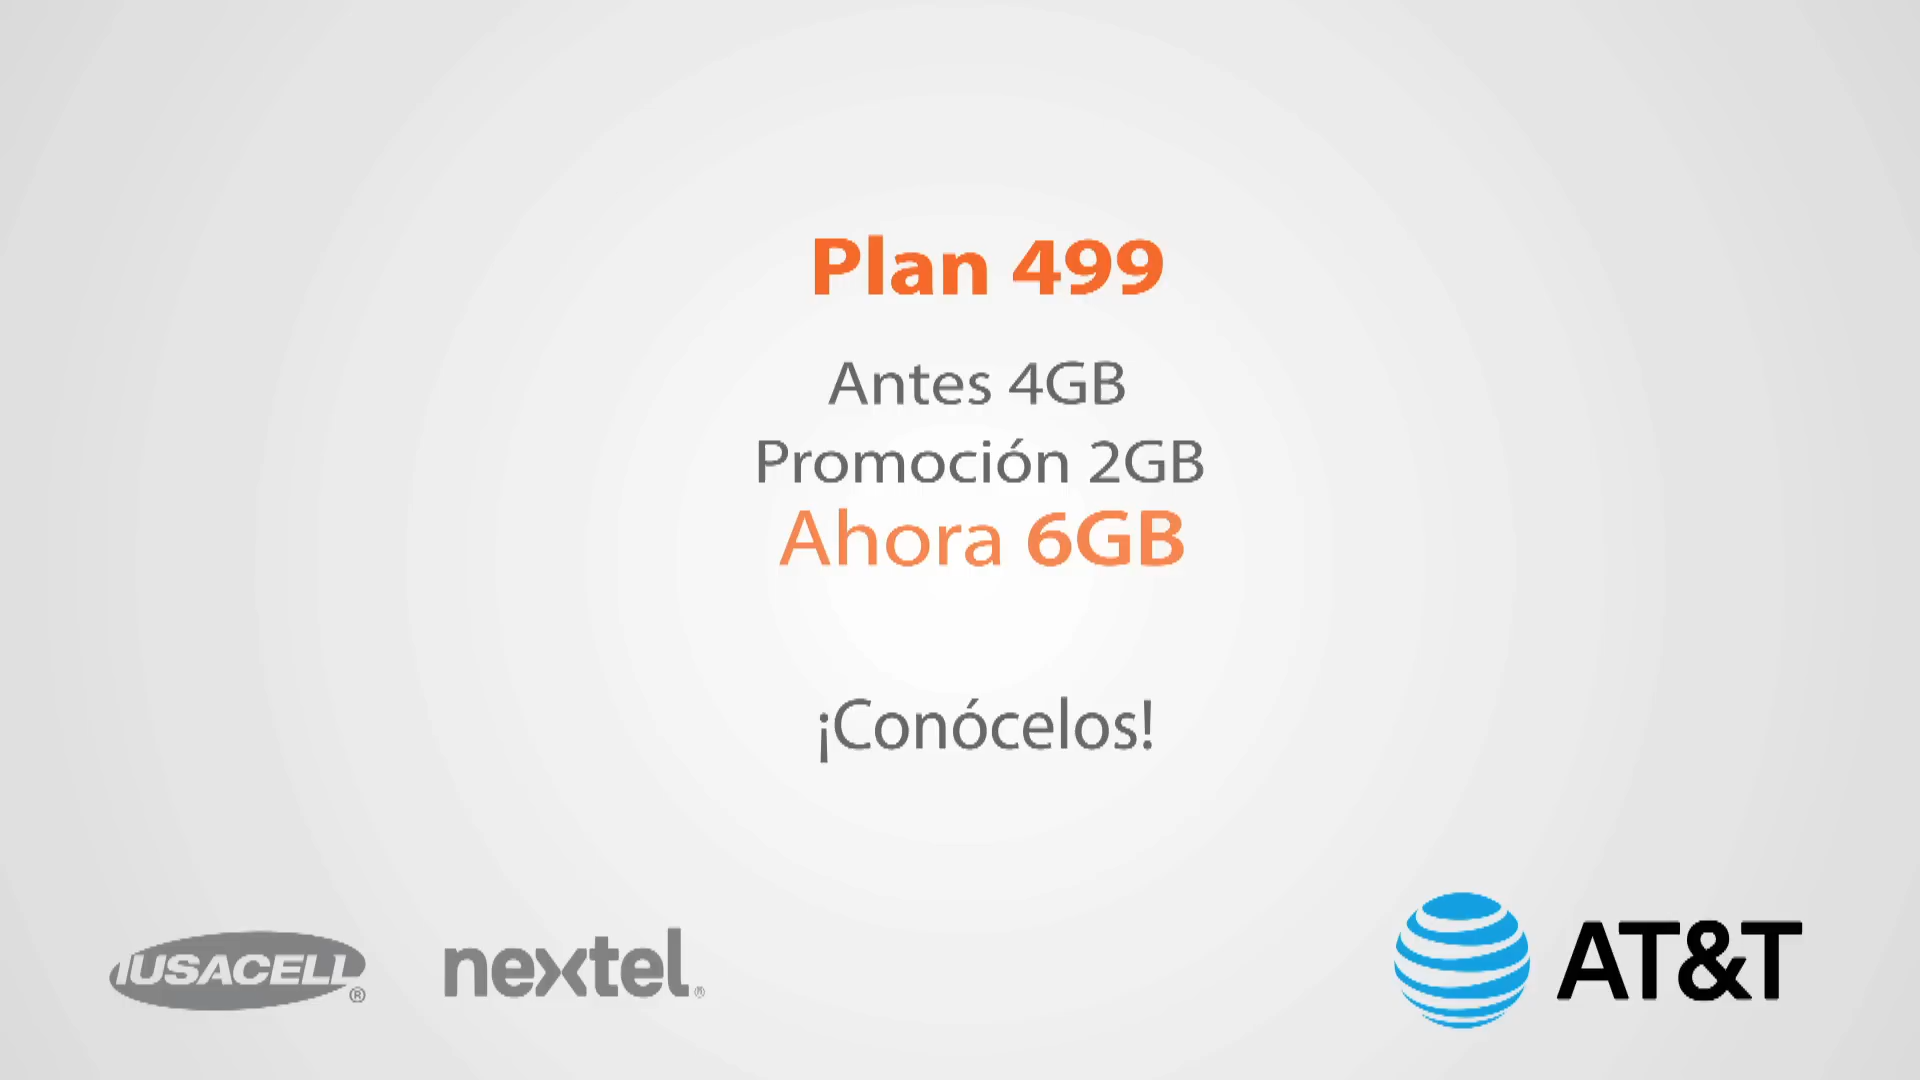 Plan 499
Antes 4GB
Promoción 2GB
Ahora 6GB
¡Conócelos!
IUSACELL®
nextel®
AT&T